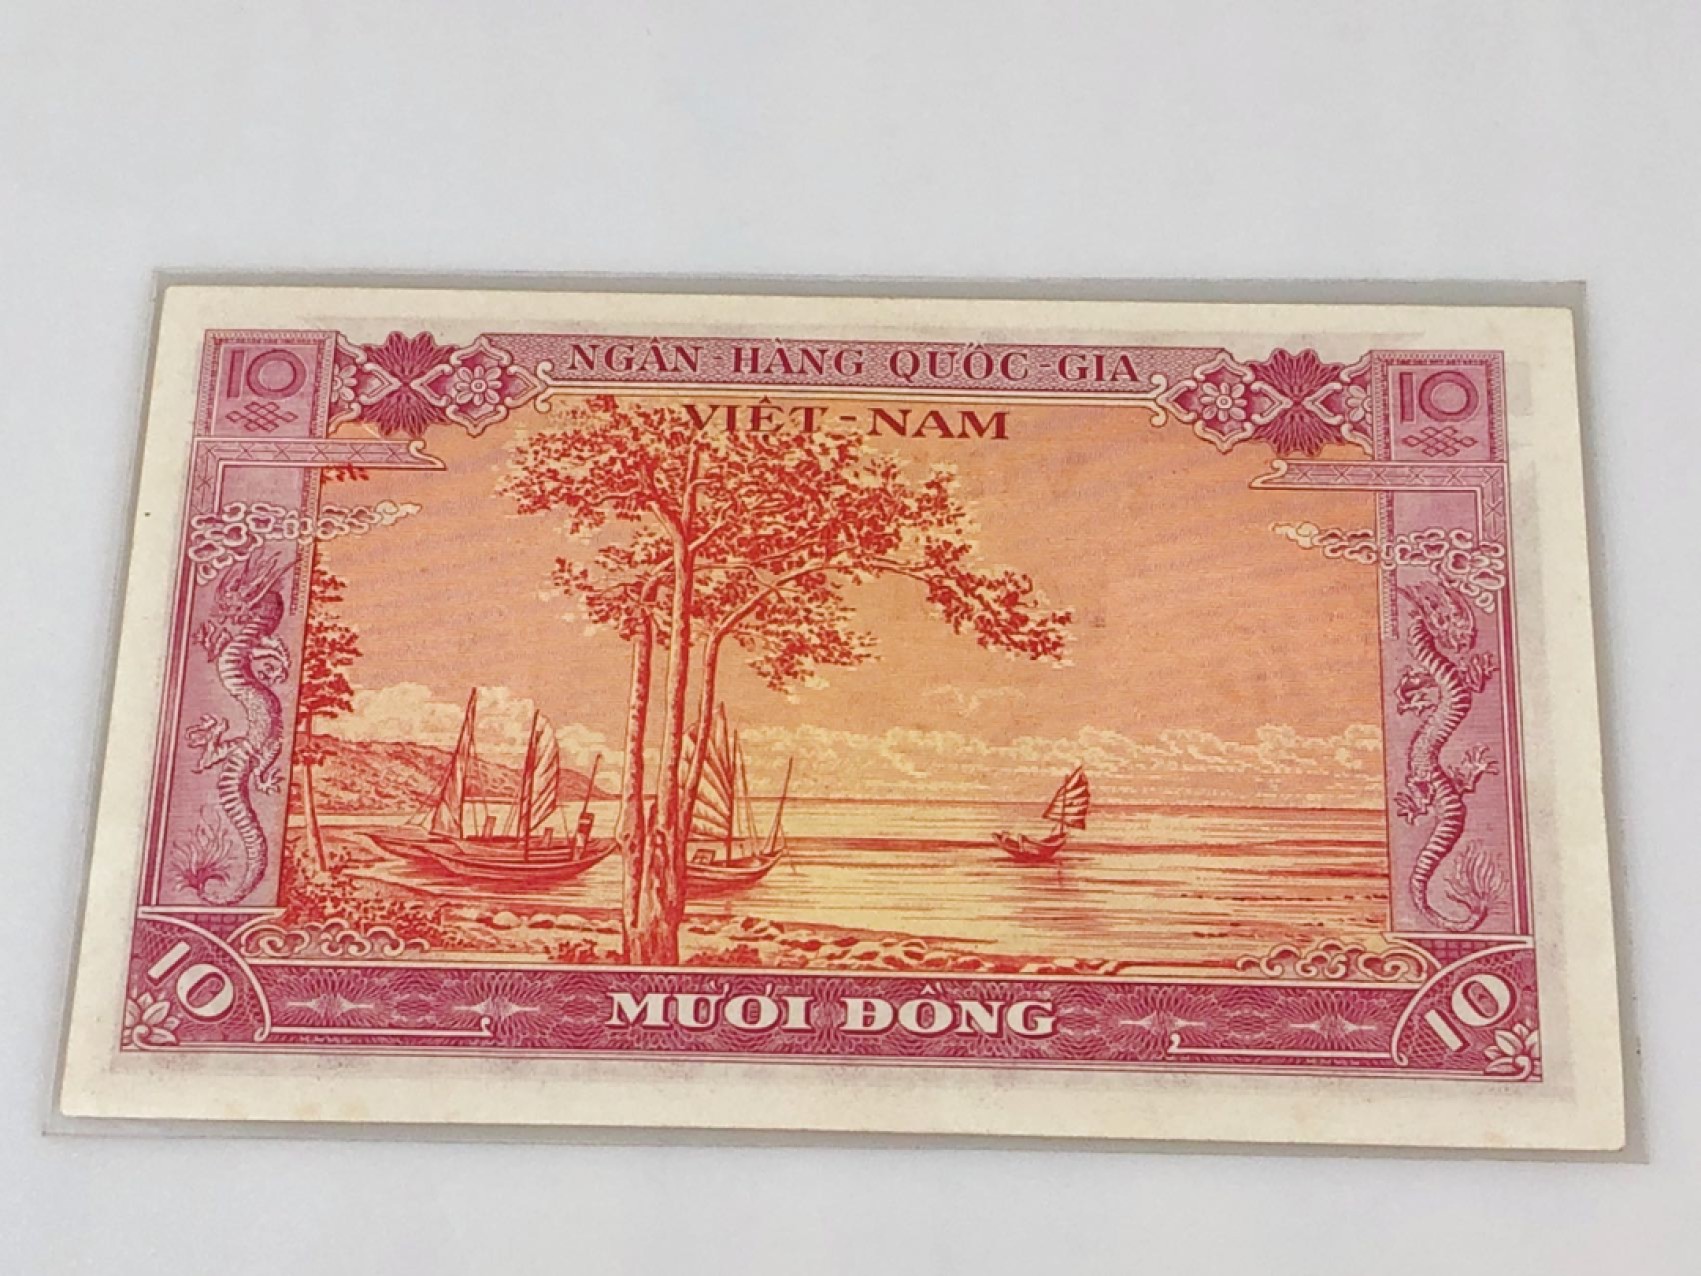 10 NGÂN-HÀNG QUỐC-GIA 10
VIỆT-NAM
10 MƯỜI ĐỒNG 10